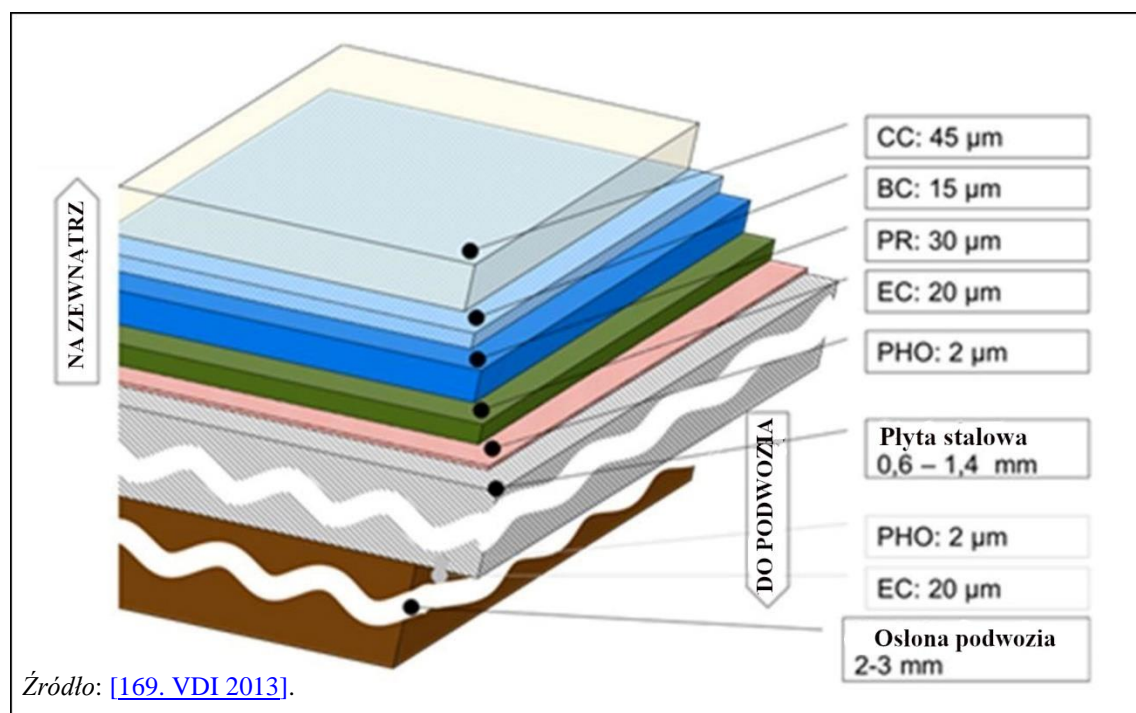 NA ZEWNĄTRZ
CC: 45 µm
BC: 15 µm
PR: 30 µm
EC: 20 µm
PHO: 2 µm
Płyta stalowa
0,6 – 1,4 mm
DO PODWOZIA
PHO: 2 µm
EC: 20 µm
Osłona podwozia
2-3 mm
Źródło: [169. VDI 2013].